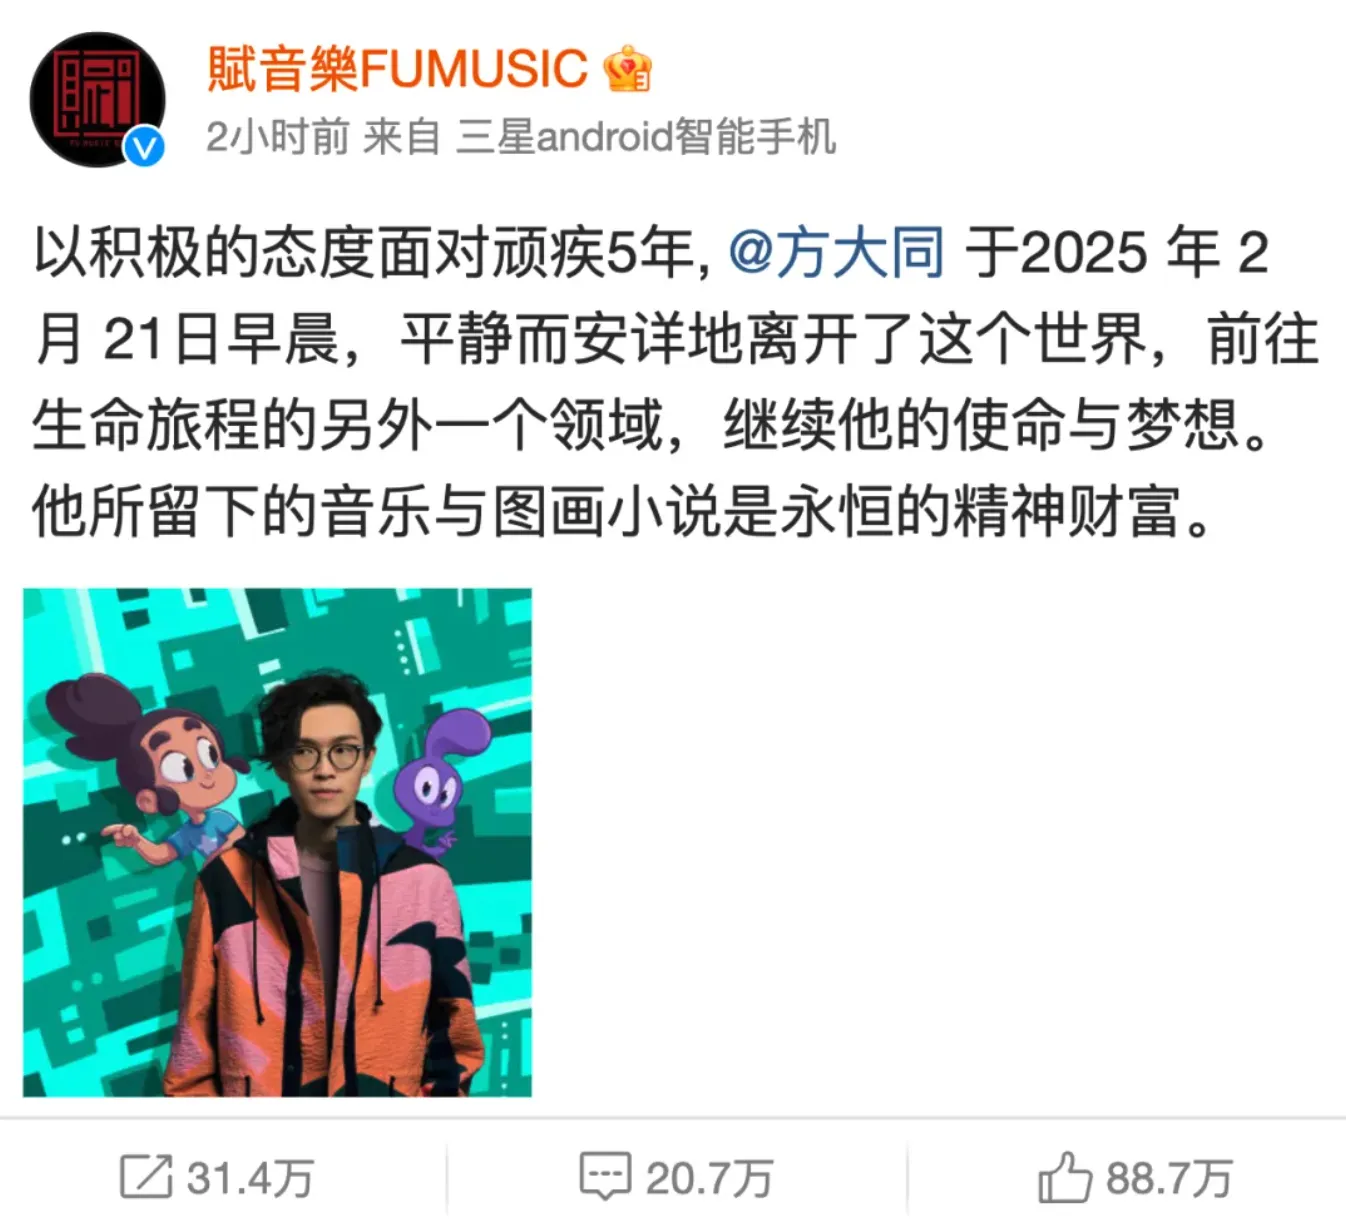 賦音樂FUMUSIC
2小时前 来自 三星android智能手机
以积极的态度面对顽疾5年, @方大同 于2025 年 2
月 21日早晨，平静而安详地离开了这个世界，前往
生命旅程的另外一个领域，继续他的使命与梦想。
他所留下的音乐与图画小说是永恒的精神财富。
31.4万
20.7万
88.7万